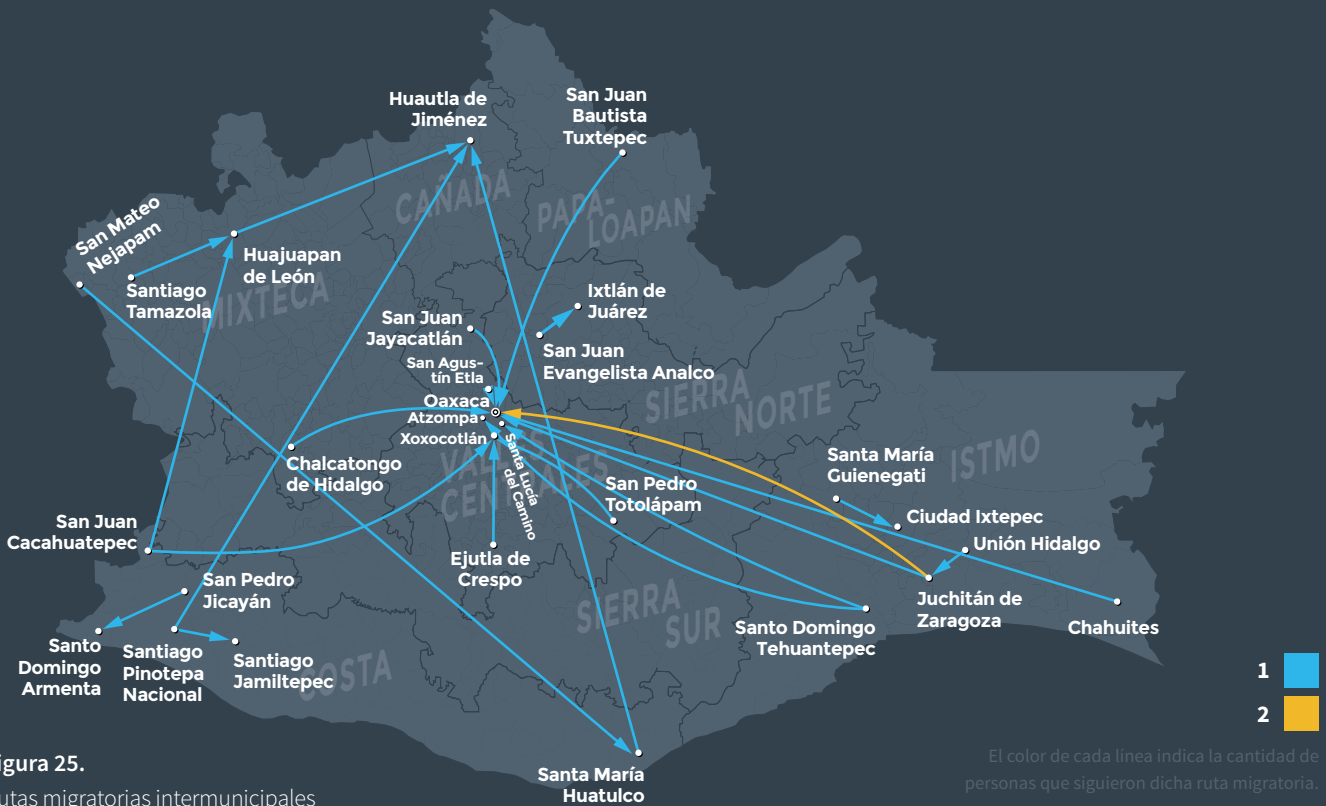 Huautla de
Jiménez
San Juan
Bautista
Tuxtepec
CAÑADA
PAPA-
LOAPAN
San Mateo
Nejapam
Huajuapan
de León
Santiago
Tamazola
MIXTECA
Ixtlán de
Juárez
San Juan
Jayacatlán
San Juan
Evangelista Analco
San Agus-
tín Etla
Oaxaca
Atzompa
Xoxocotlán
SIERRA
NORTE
Santa Lucía
del Camino
VALLES
CENTRALES
ISTMO
Chalcatongo
de Hidalgo
Santa María
Guienegati
San Pedro
Totolápam
Ciudad Ixtepec
San Juan
Cacahuatepec
Unión Hidalgo
Ejutla de
Crespo
San Pedro
Jicayán
Juchitán de
Zaragoza
Chahuites
SIERRA
SUR
Santo Domingo
Tehuantepec
Santo
Domingo
Armenta
Santiago
Pinotepa
Nacional
Santiago
Jamiltepec
COSTA
Santa María
Huatulco
1
2
El color de cada línea indica la cantidad de
personas que siguieron dicha ruta migratoria.
igura 25.
utas migratorias intermunicipales